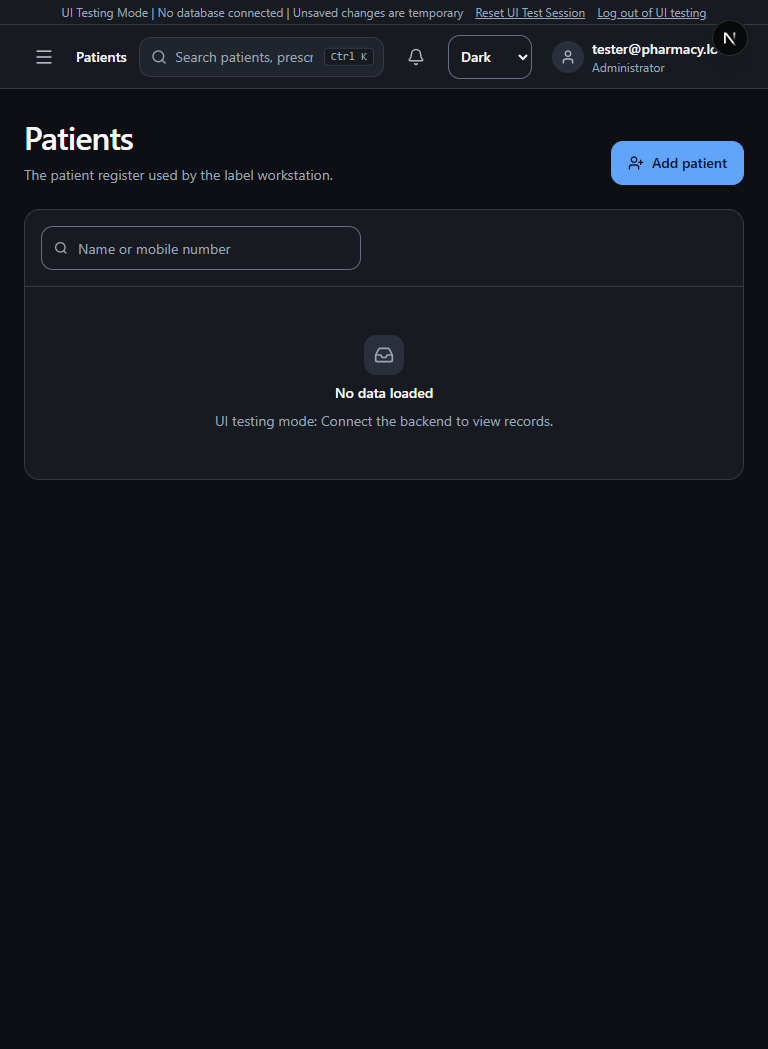 UI Testing Mode | No database connected | Unsaved changes are temporary Reset UI Test Session Log out of UI testing
Patients
Search patients, prescr
Ctrl K
Dark
tester@pharmacy.lo
Administrator
N
Patients
The patient register used by the label workstation.
Add patient
Name or mobile number
No data loaded
UI testing mode: Connect the backend to view records.